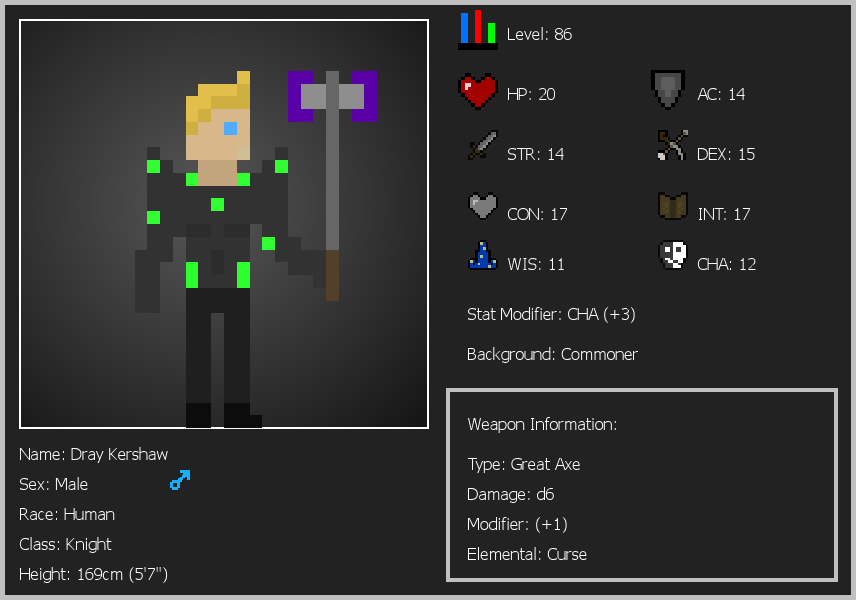 Level: 86
HP: 20
AC: 14
STR: 14
DEX: 15
CON: 17
INT: 17
WIS: 11
CHA: 12
Stat Modifier: CHA (+3)
Background: Commoner
Weapon Information:
Type: Great Axe
Damage: d6
Modifier: (+1)
Elemental: Curse
Name: Dray Kershaw
Sex: Male
Race: Human
Class: Knight
Height: 169cm (5'7")